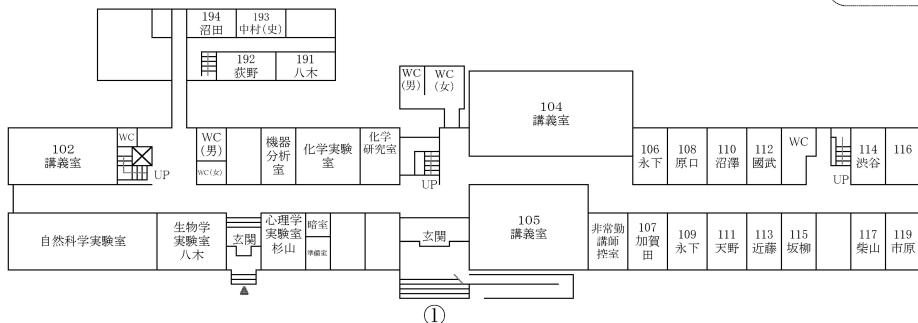 194
沼田
193
中村(史)
192
荻野
191
八木
WC
(男)
WC
(女)
104
講義室
102
講義室
WC
UP
WC
(男)
WC(女)
機器
分析
室
化学実験
室
化学
研究室
UP
106
永下
108
原口
110
沼澤
112
國武
WC
UP
114
渋谷
116
自然科学実験室
生物学
実験室
八木
玄関
心理学
実験室
杉山
暗室
準備室
玄関
105
講義室
非常勤
講師
控室
107
加賀
田
109
永下
111
天野
113
近藤
115
坂柳
117
柴山
119
市原
①